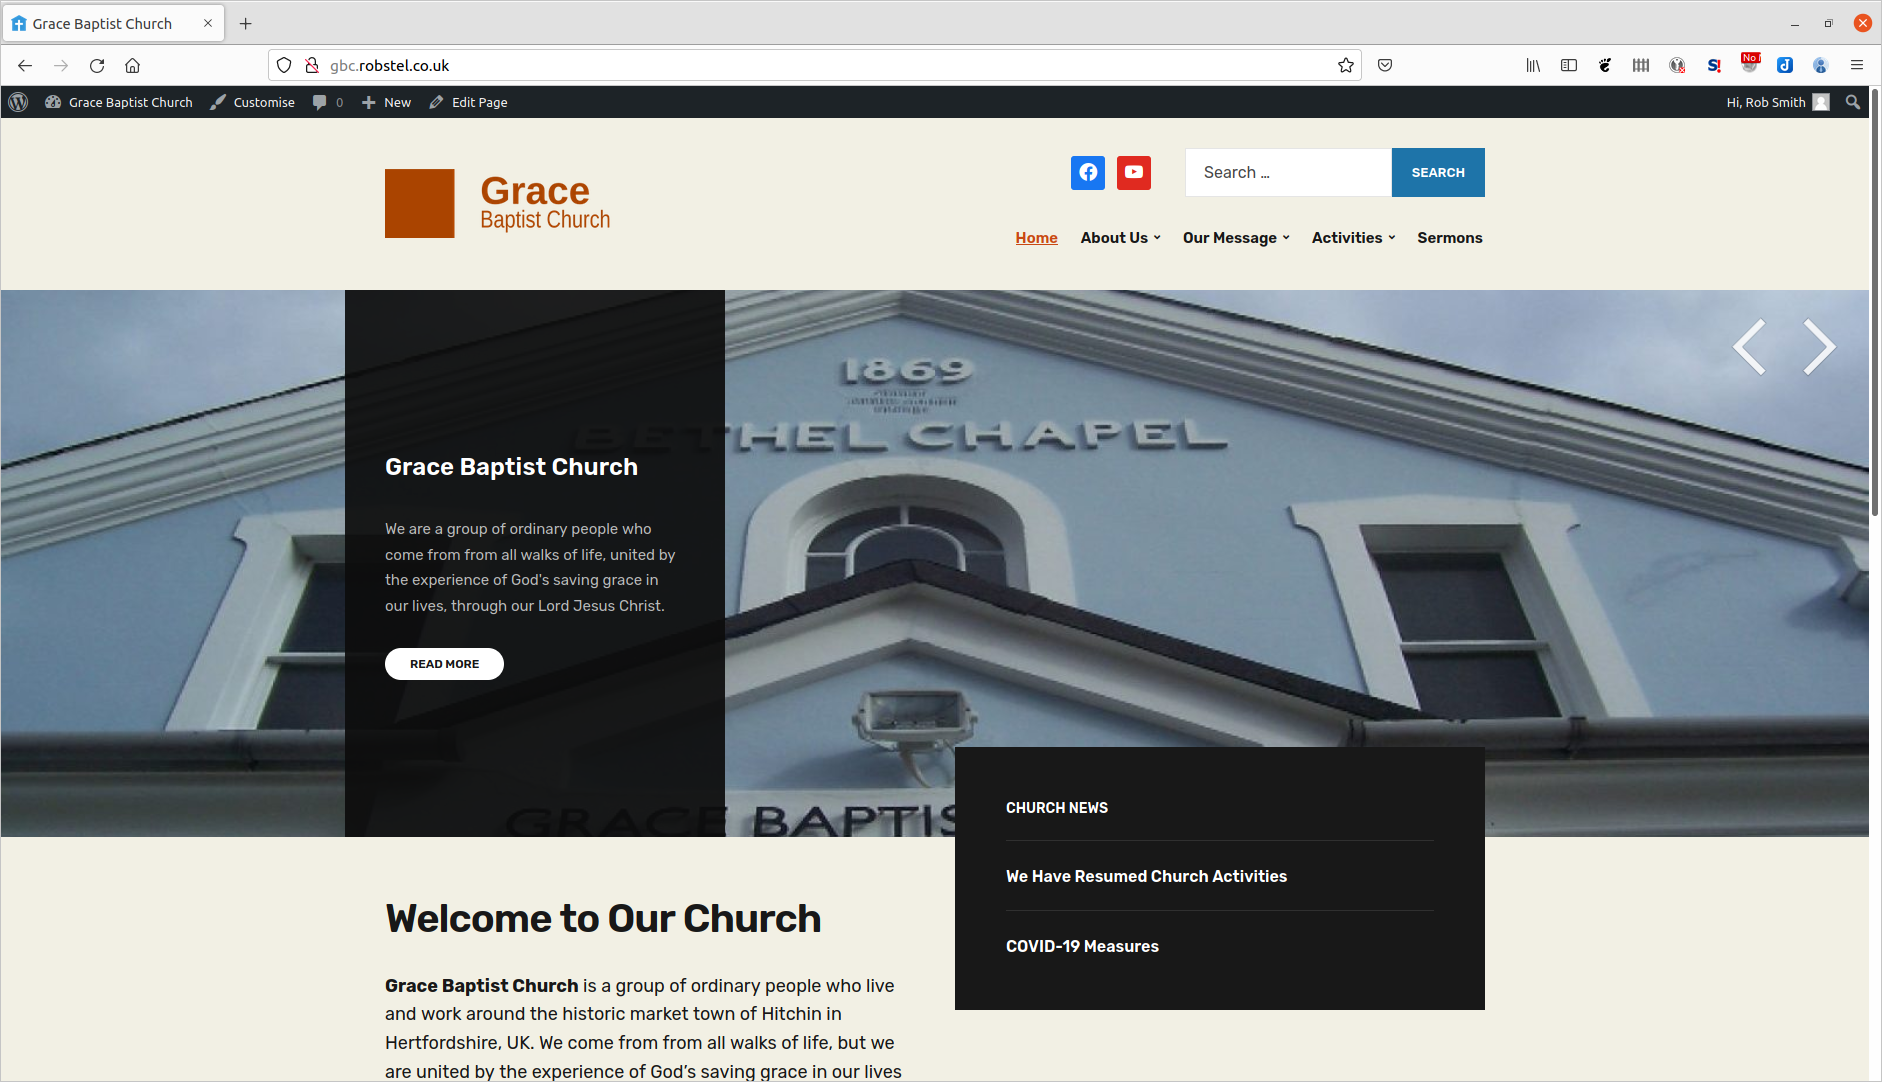 Grace Baptist Church
gbc.robstel.co.uk
No
S!
J
Grace Baptist Church
Customise
0
New
Edit Page
Hi, Rob Smith
Grace
Baptist Church
Search ...
SEARCH
Home
About Us
Our Message
Activities
Sermons
1869
BETHEL CHAPEL
Grace Baptist Church
We are a group of ordinary people who
come from from all walks of life, united by
the experience of God's saving grace in
our lives, through our Lord Jesus Christ.
READ MORE
GRACE BAPTIS
CHURCH NEWS
We Have Resumed Church Activities
COVID-19 Measures
Welcome to Our Church
Grace Baptist Church is a group of ordinary people who live
and work around the historic market town of Hitchin in
Hertfordshire, UK. We come from from all walks of life, but we
are united by the experience of God's saving grace in our lives